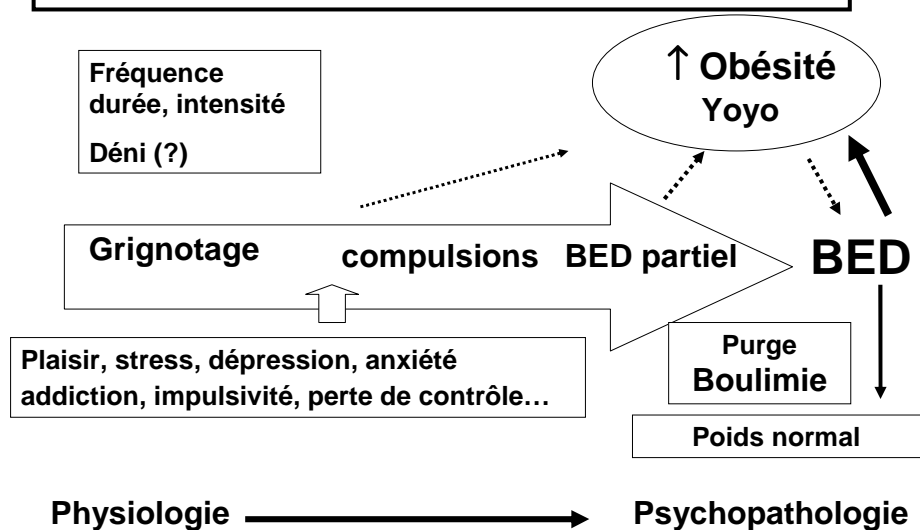 Fréquence
durée, intensité
Déni (?)
↑ Obésité
Yoyo
Grignotage compulsions BED partiel BED
Plaisir, stress, dépression, anxiété
addiction, impulsivité, perte de contrôle…
Purge
Boulimie
Poids normal
Physiologie Psychopathologie